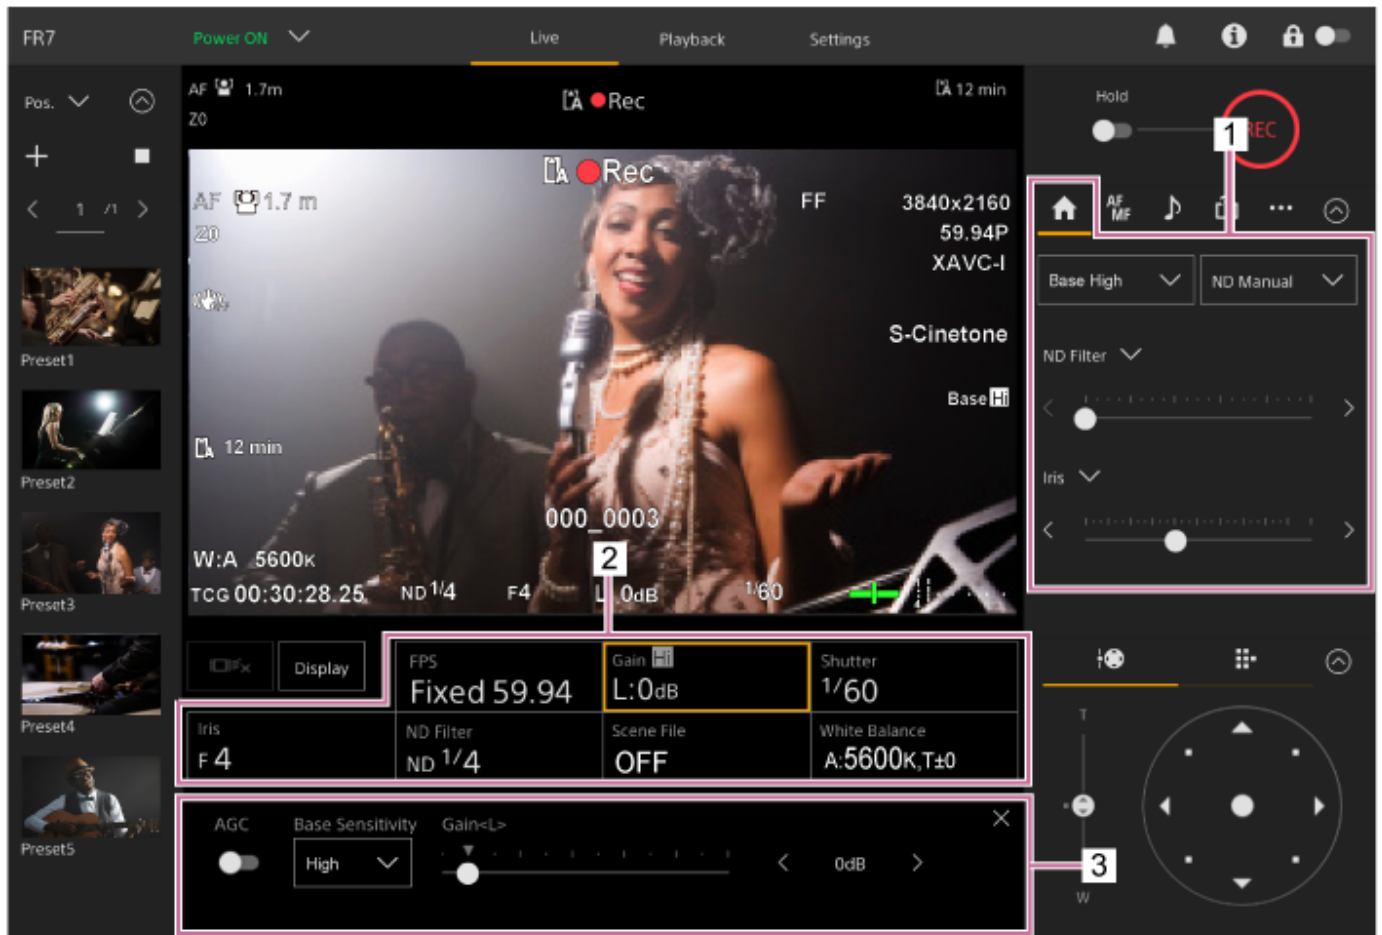 FR7
Power ON
Live
Playback
Settings
Pos.
1 /1
Preset1
Preset2
Preset3
Preset4
Preset5
AF 1.7m
Z0
A Rec
A 12 min
A Rec
AF 1.7 m
Z0
FF
3840x2160
59.94P
XAVC-I
S-Cinetone
Base Hi
A 12 min
000_0003
W:A 5600K
TCG 00:30:28.25
ND 1/4
F4
0dB
1/60
Display
FPS
Fixed 59.94
Gain Hi
L:0dB
Shutter
1/60
Iris
F 4
ND Filter
ND 1/4
Scene File
OFF
White Balance
A:5600K,T±0
AGC
Base Sensitivity
High
Gain<L>
0dB
Hold
REC
AF
MF
Base High
ND Manual
ND Filter
Iris
T
W
1
2
3